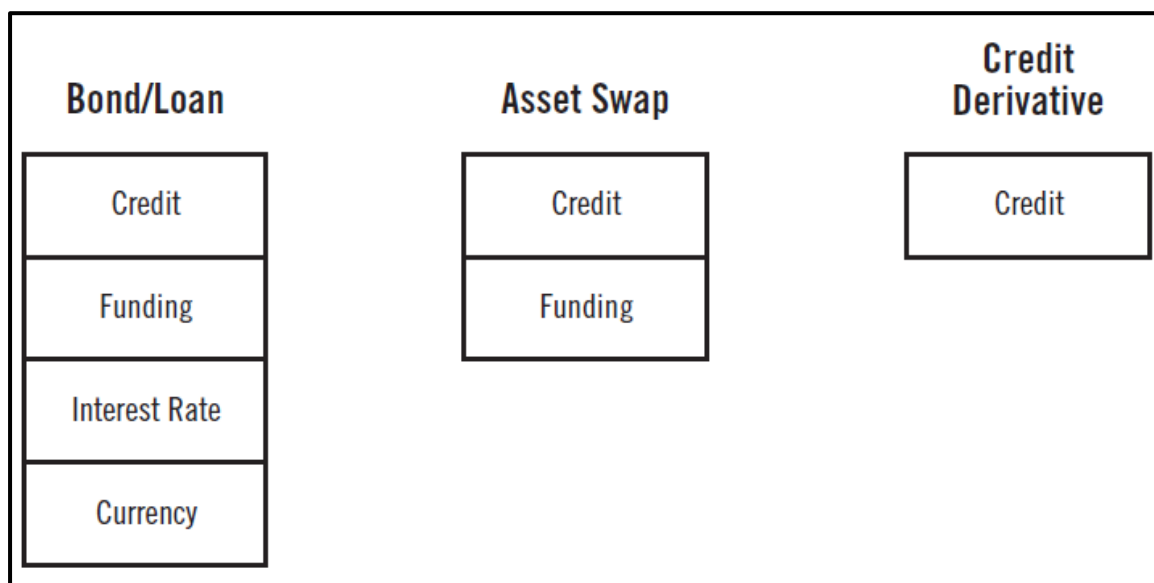 Bond/Loan
Credit
Funding
Interest Rate
Currency
Asset Swap
Credit
Funding
Credit
Derivative
Credit